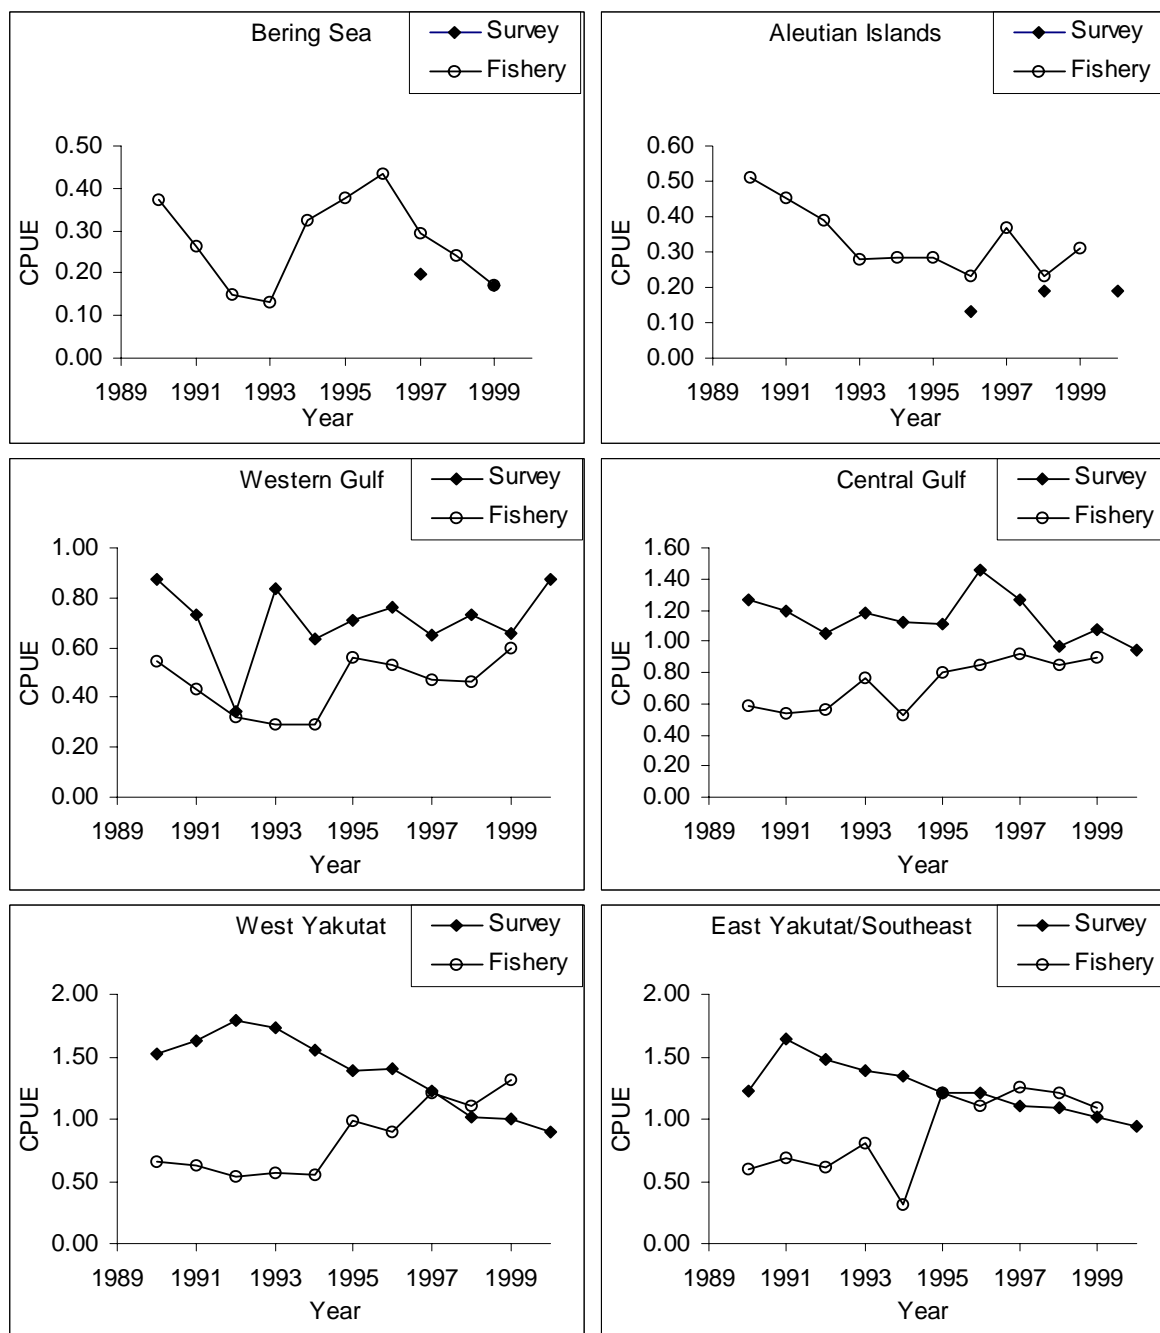 Bering Sea
Survey
Fishery
0.50
0.40
0.30
0.20
0.10
0.00
CPUE
1989 1991 1993 1995 1997 1999
Year
Aleutian Islands
Survey
Fishery
0.60
0.50
0.40
0.30
0.20
0.10
0.00
CPUE
1989 1991 1993 1995 1997 1999
Year
Western Gulf
Survey
Fishery
1.00
0.80
0.60
0.40
0.20
0.00
CPUE
1989 1991 1993 1995 1997 1999
Year
Central Gulf
Survey
Fishery
1.60
1.40
1.20
1.00
0.80
0.60
0.40
0.20
0.00
CPUE
1989 1991 1993 1995 1997 1999
Year
West Yakutat
Survey
Fishery
2.00
1.50
1.00
0.50
0.00
CPUE
1989 1991 1993 1995 1997 1999
Year
East Yakutat/Southeast
Survey
Fishery
2.00
1.50
1.00
0.50
0.00
CPUE
1989 1991 1993 1995 1997 1999
Year